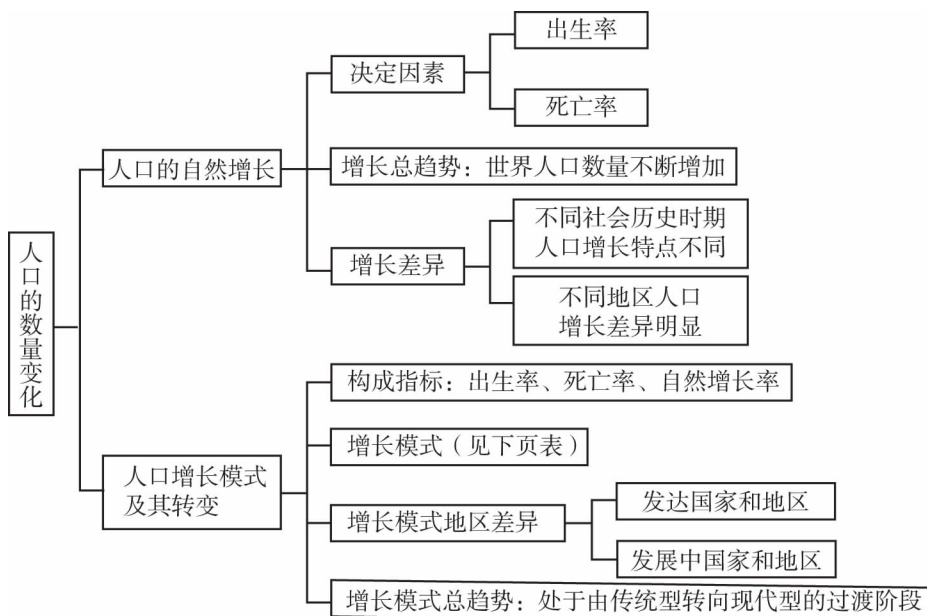 人口的数量变化
人口的自然增长
决定因素
出生率
死亡率
增长总趋势：世界人口数量不断增加
增长差异
不同社会历史时期
人口增长特点不同
不同地区人口
增长差异明显
人口增长模式
及其转变
构成指标：出生率、死亡率、自然增长率
增长模式（见下页表）
增长模式地区差异
发达国家和地区
发展中国家和地区
增长模式总趋势：处于由传统型转向现代型的过渡阶段